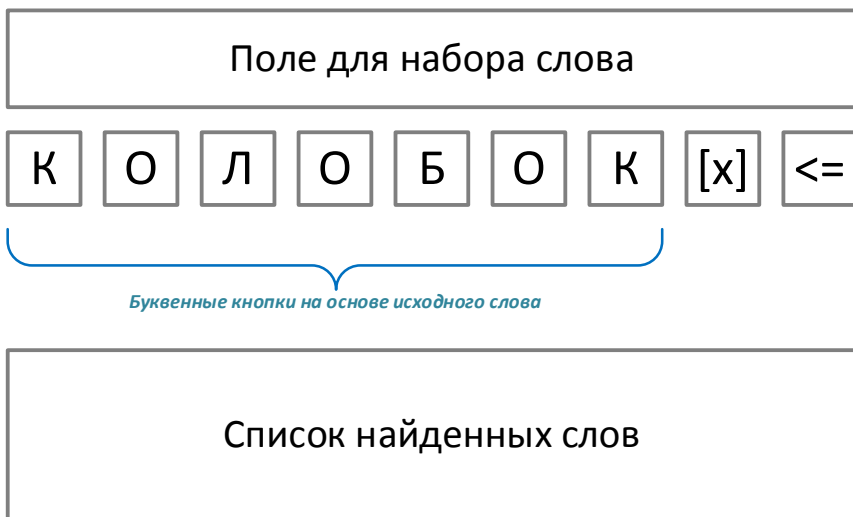 Поле для набора слова
К О Л О Б О К [x] <=
Буквенные кнопки на основе исходного слова
Список найденных слов